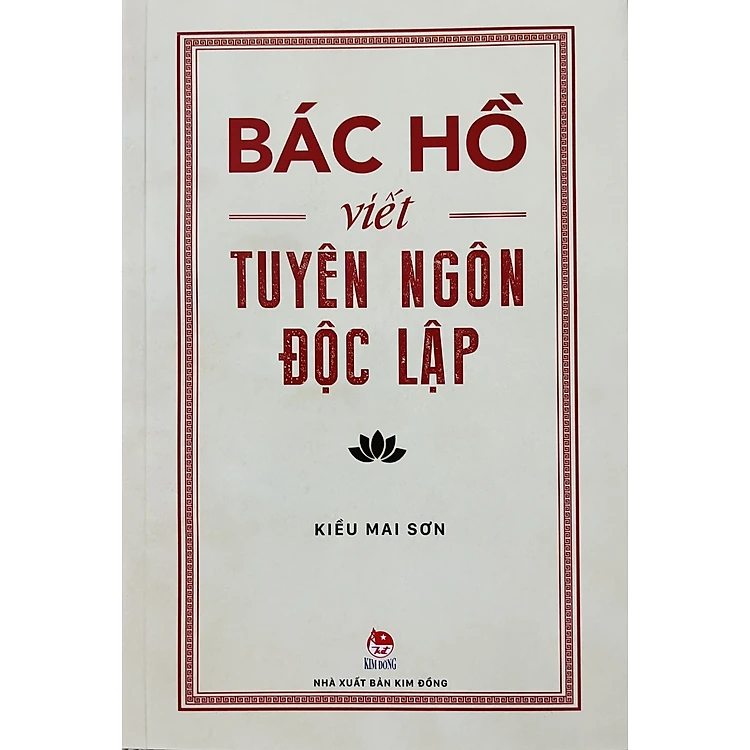 BÁC HỒ
viết
TUYÊN NGÔN
ĐỘC LẬP
KIỀU MAI SƠN
KIM ĐỒNG
NHÀ XUẤT BẢN KIM ĐỒNG